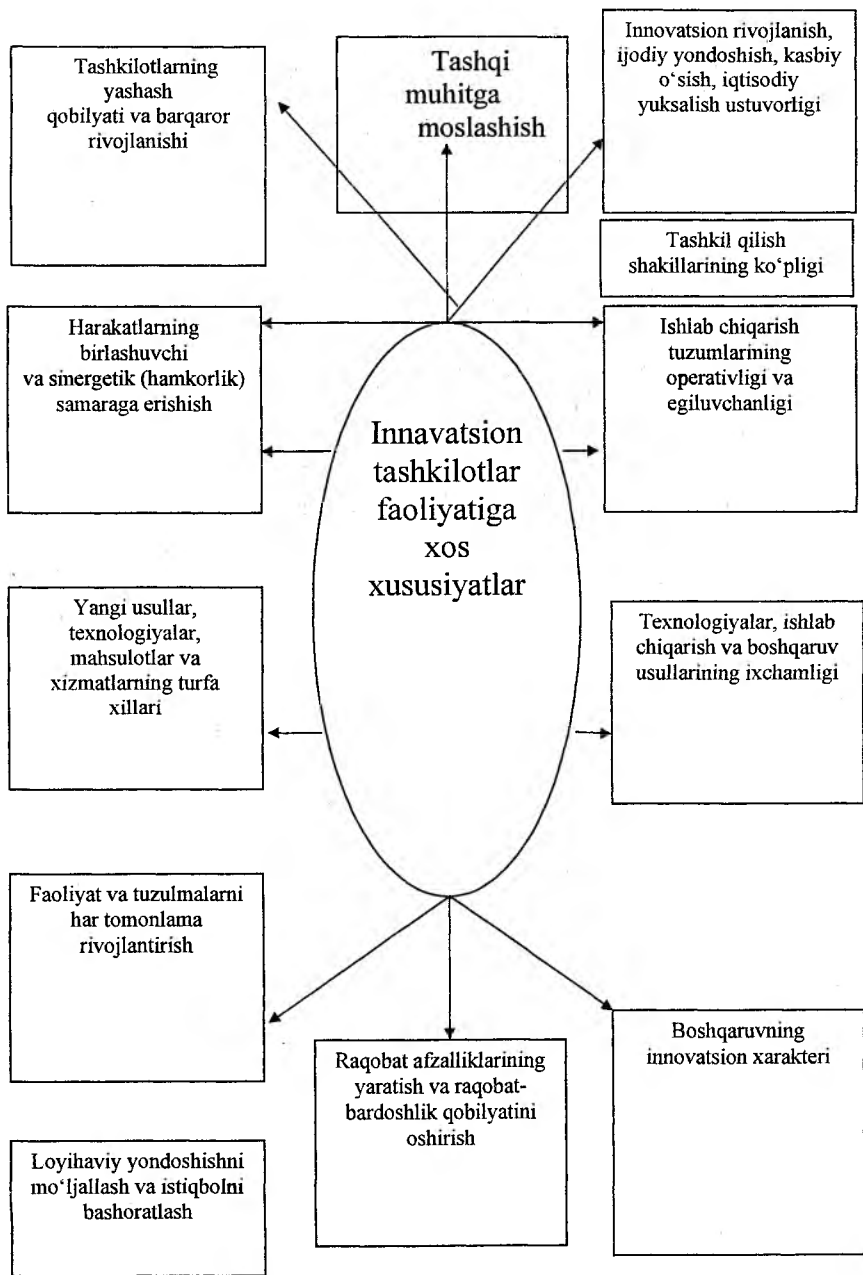 Tashkilotlarning
yashash
qobilyati va barqaror
rivojlanishi
Tashqi
muhitga
moslashish
Innovatsion rivojlanish,
ijodiy yondoshish, kasbiy
o‘sish, iqtisodiy
yuksalish ustuvorligi
Tashkil qilish
shakillarining ko‘pligi
Harakatlarning
birlashuvchi
va sinergetik (hamkorlik)
samaraga erishish
Ishlab chiqarish
tuzumlarining
operativligi va
egiluvchanligi
Innavatsion
tashkilotlar
faoliyatiga
xos
xususiyatlar
Yangi usullar,
texnologiyalar,
mahsulotlar va
xizmatlarning turfa
xillari
Texnologiyalar, ishlab
chiqarish va boshqaruv
usullarining ixchamligi
Faoliyat va tuzulmalarni
har tomonlama
rivojlantirish
Raqobat afzalliklarining
yaratish va raqobat-
bardoshlik qobilyatini
oshirish
Boshqaruvning
innovatsion xarakteri
Loyihaviy yondoshishni
mo‘ljallash va istiqbolni
bashoratlash